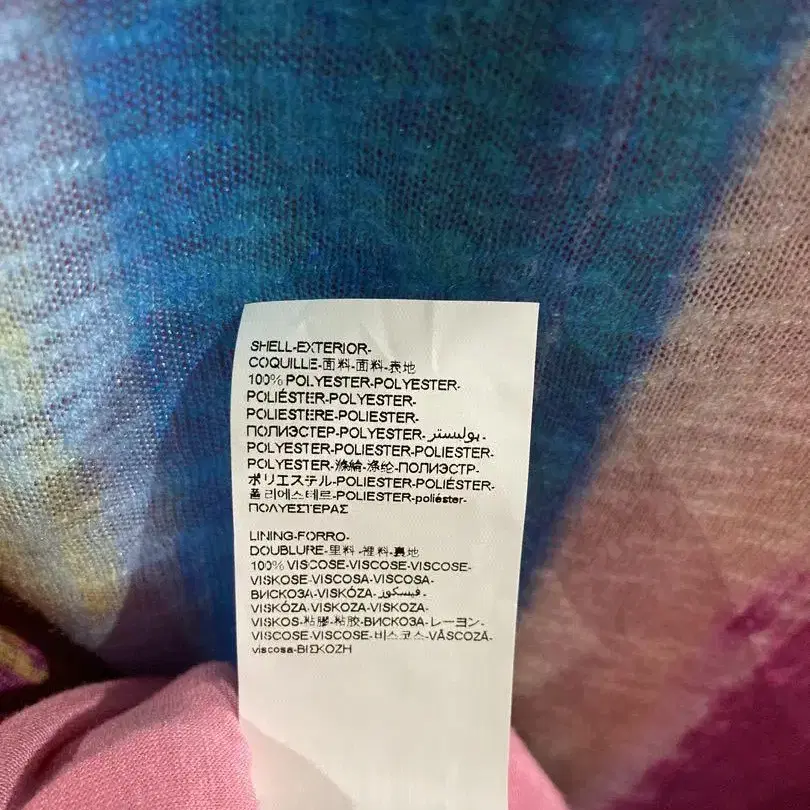 SHELL-EXTERIOR-
COQUILLE-面料-面料-表地
100% POLYESTER-POLYESTER-
POLIÉSTER-POLYESTER-
POLIESTERE-POLIESTER-
ПОЛИЭСТЕР-POLYESTER-بوليستر-
POLYESTER-POLIESTER-POLIESTER-
POLYESTER-滌綸-涤纶-ПОЛИЭСТР-
ポリエステル-POLIESTER-POLIÉSTER-
폴리에스테르-POLIESTER-poliéster-
ΠΟΛΥΕΣΤΕΡΑΣ
LINING-FORRO-
DOUBLURE-里料-裡料-裏地
100% VISCOSE-VISCOSE-VISCOSE-
VISKOSE-VISCOSA-VISCOSA-
ВИСКОЗА-VISKÓZA-فيسكوز-
VISKÓZA-VISKOZA-VISKOZA-
VISKOS-粘膠-粘胶-ВИСКОЗА-レーヨン-
VISCOSE-VISCOSE-비스코스-VÂSCOZÄ-
viscosa-ΒΙΣΚΟΖΗ